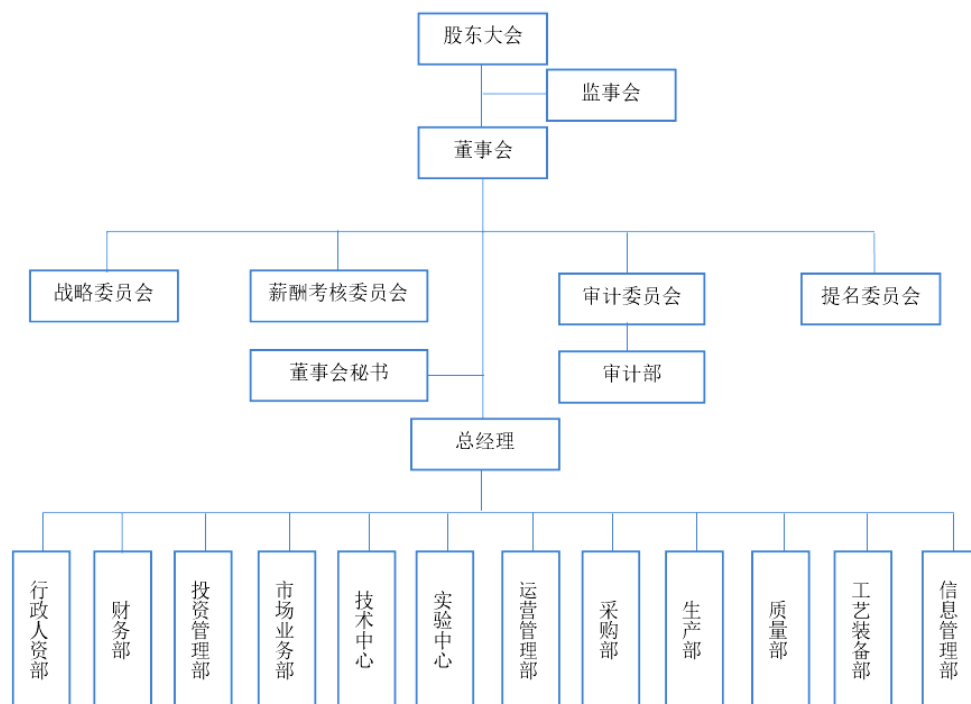 股东大会
监事会
董事会
战略委员会
薪酬考核委员会
审计委员会
提名委员会
董事会秘书
审计部
总经理
行政人资部
财务部
投资管理部
市场业务部
技术中心
实验中心
运营管理部
采购部
生产部
质量部
工艺装备部
信息管理部